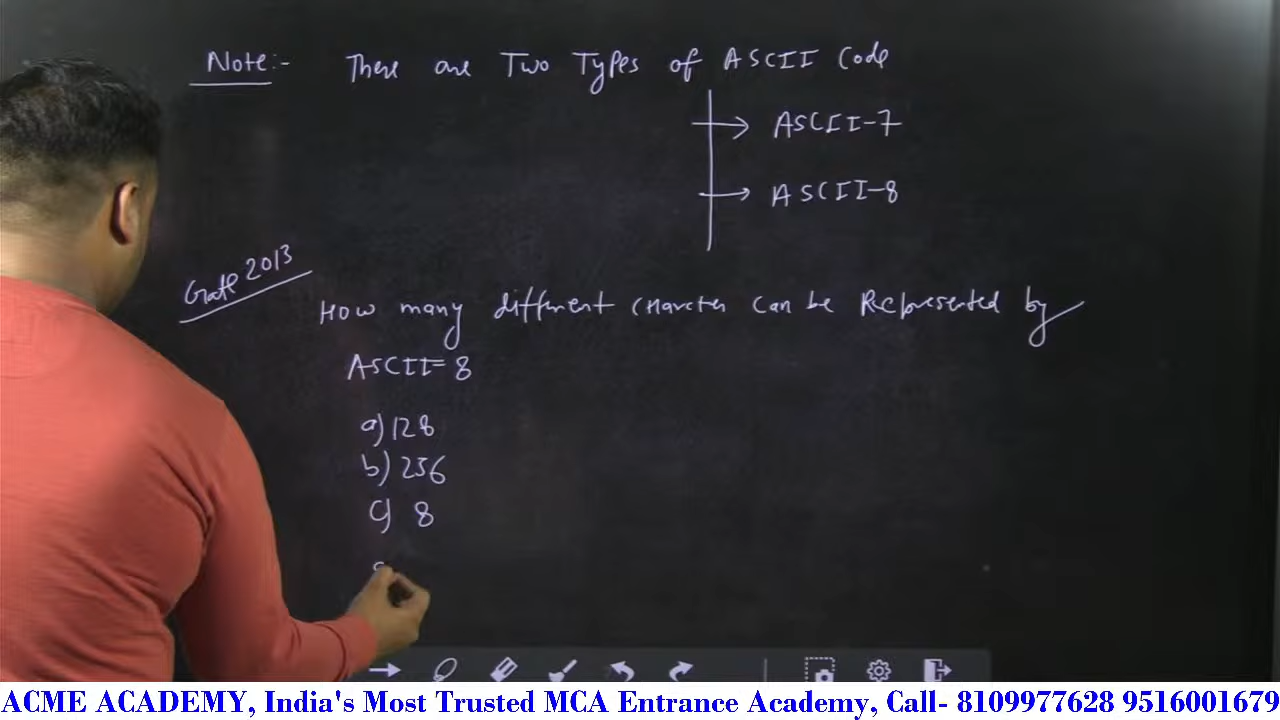 Note:- There are Two Types of ASCII Code
→ ASCII-7
→ ASCII-8
Gate 2013
How many different charcter can be Represented by
ASCII=8
a) 128
b) 256
c) 8
ACME ACADEMY, India's Most Trusted MCA Entrance Academy, Call- 8109977628 9516001679